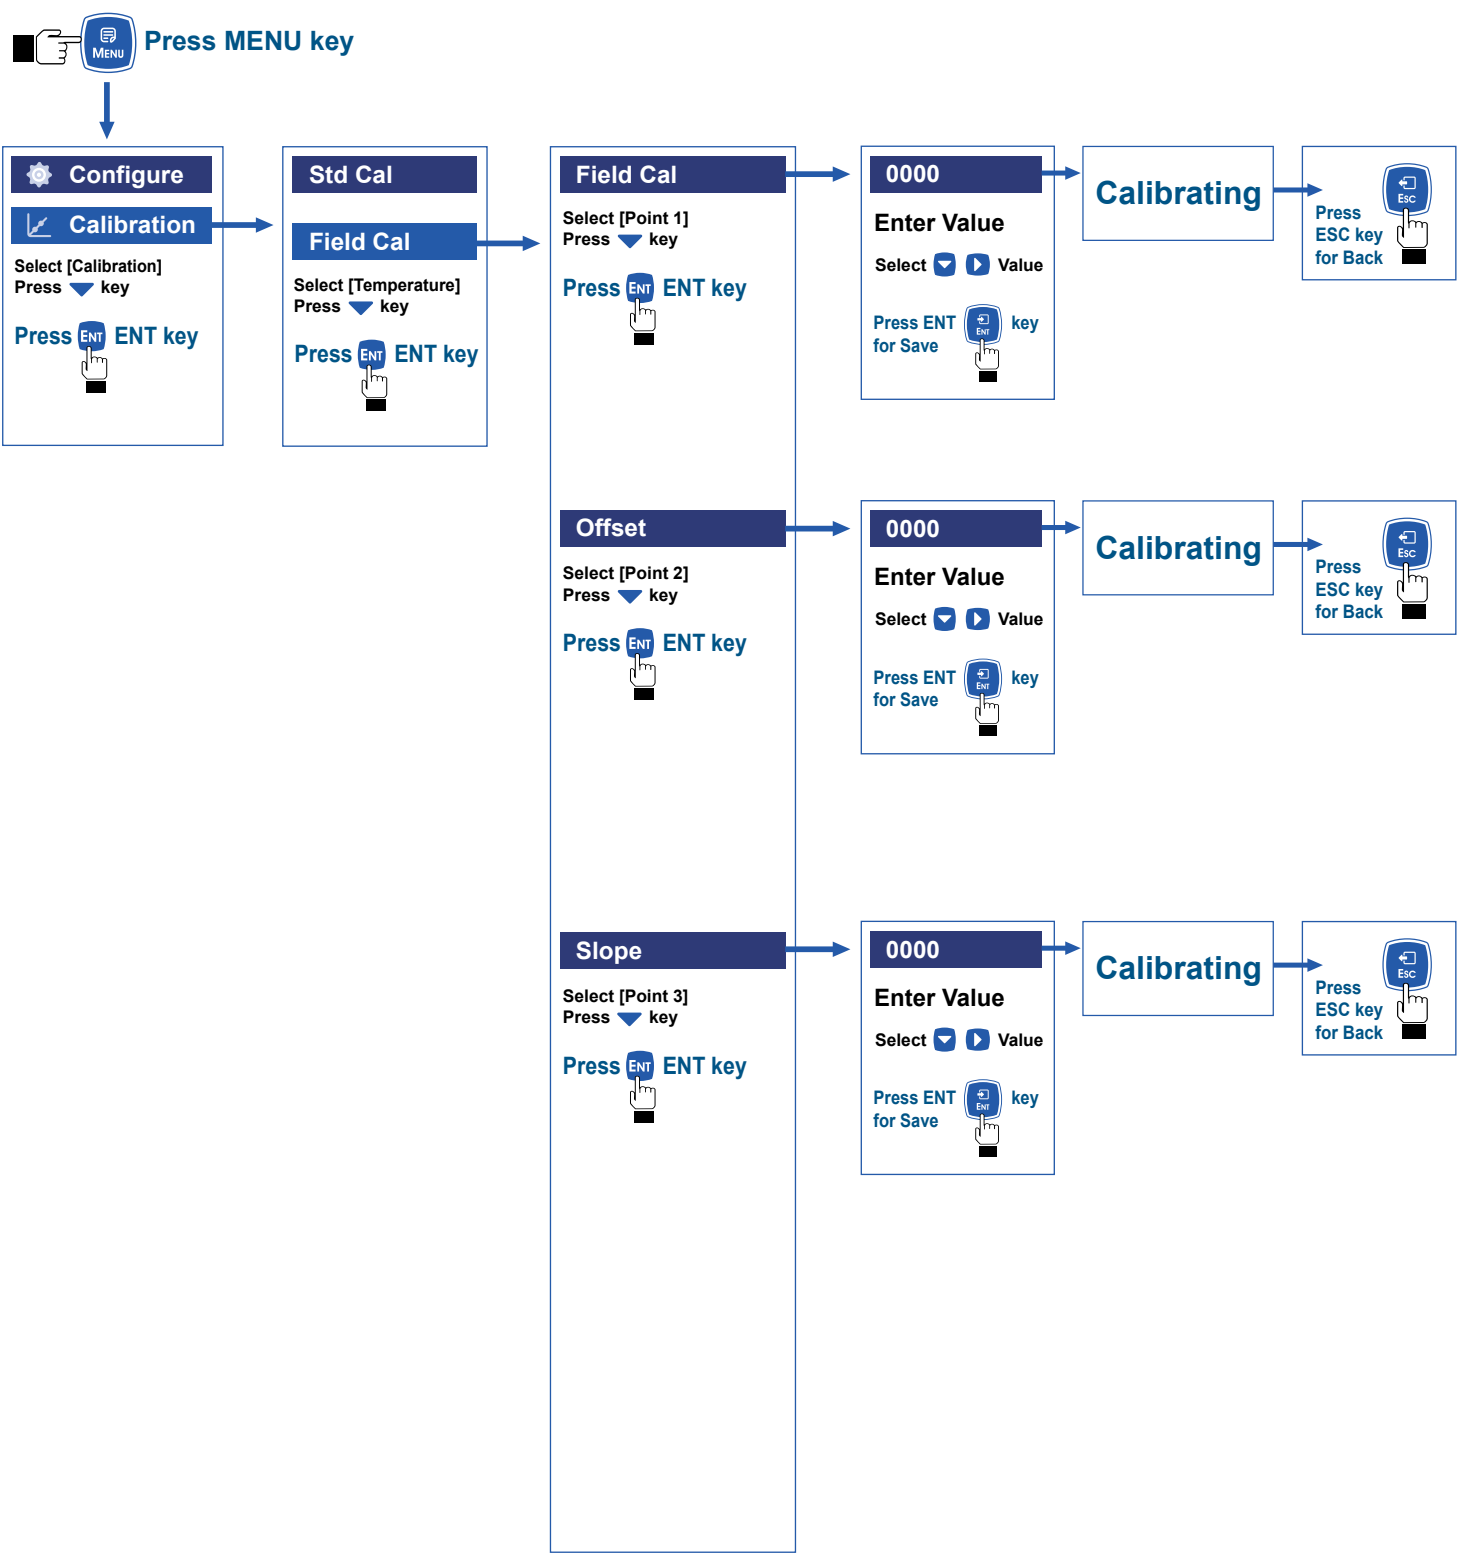 MENU
Press MENU key
Configure
Calibration
Select [Calibration]
Press key
Press ENT ENT key
Std Cal
Field Cal
Select [Temperature]
Press key
Press ENT ENT key
Field Cal
Select [Point 1]
Press key
Press ENT ENT key
0000
Enter Value
Select Value
Press ENT ENT key
for Save
Calibrating
ESC
Press
ESC key
for Back
Offset
Select [Point 2]
Press key
Press ENT ENT key
0000
Enter Value
Select Value
Press ENT ENT key
for Save
Calibrating
ESC
Press
ESC key
for Back
Slope
Select [Point 3]
Press key
Press ENT ENT key
0000
Enter Value
Select Value
Press ENT ENT key
for Save
Calibrating
ESC
Press
ESC key
for Back